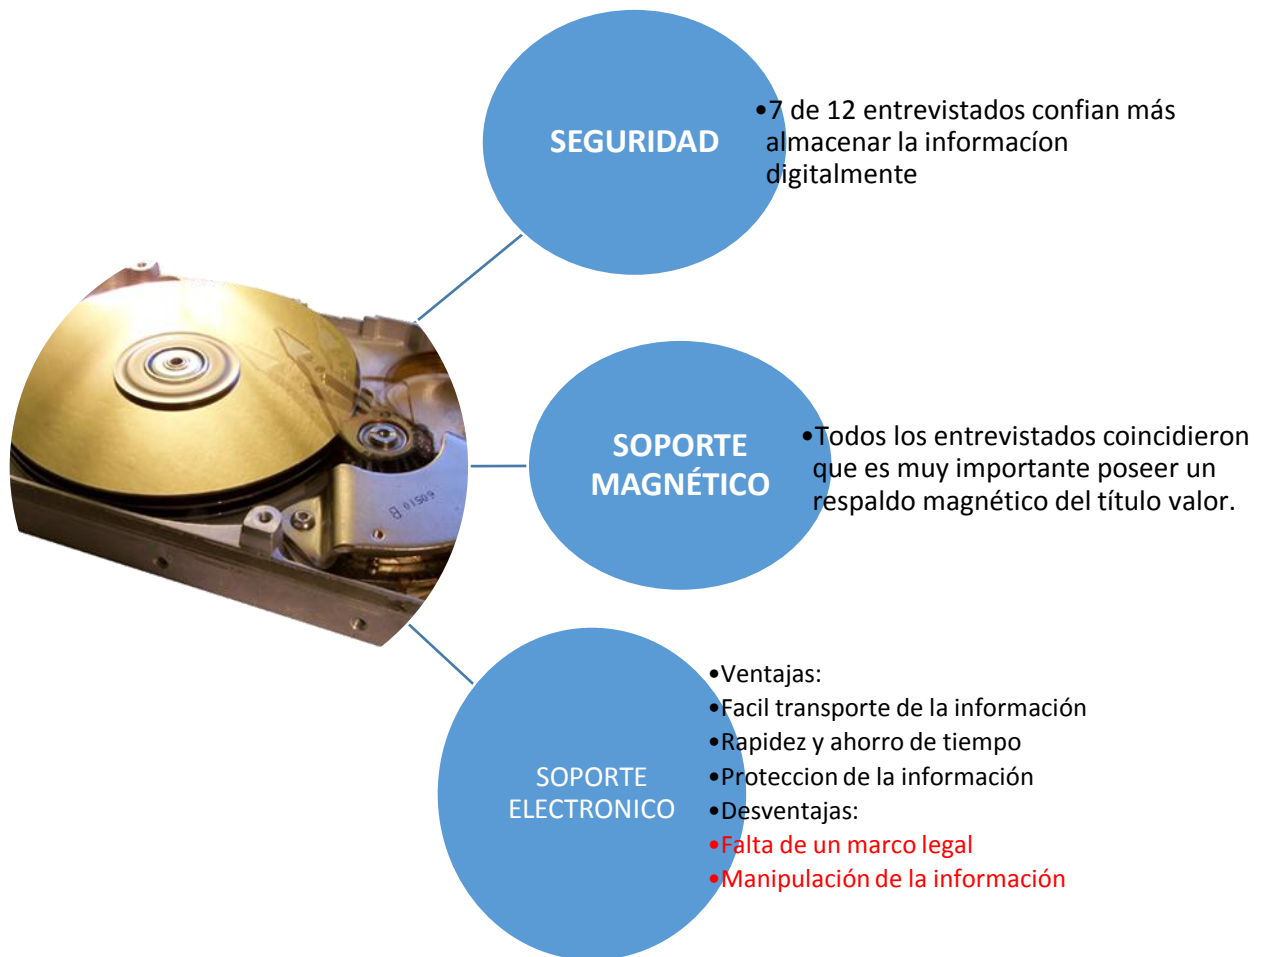 SEGURIDAD
•7 de 12 entrevistados confian más
almacenar la informacíon
digitalmente
SOPORTE
MAGNÉTICO
•Todos los entrevistados coincidieron
que es muy importante poseer un
respaldo magnético del título valor.
SOPORTE
ELECTRONICO
•Ventajas:
•Facil transporte de la información
•Rapidez y ahorro de tiempo
•Proteccion de la información
•Desventajas:
•Falta de un marco legal
•Manipulación de la información